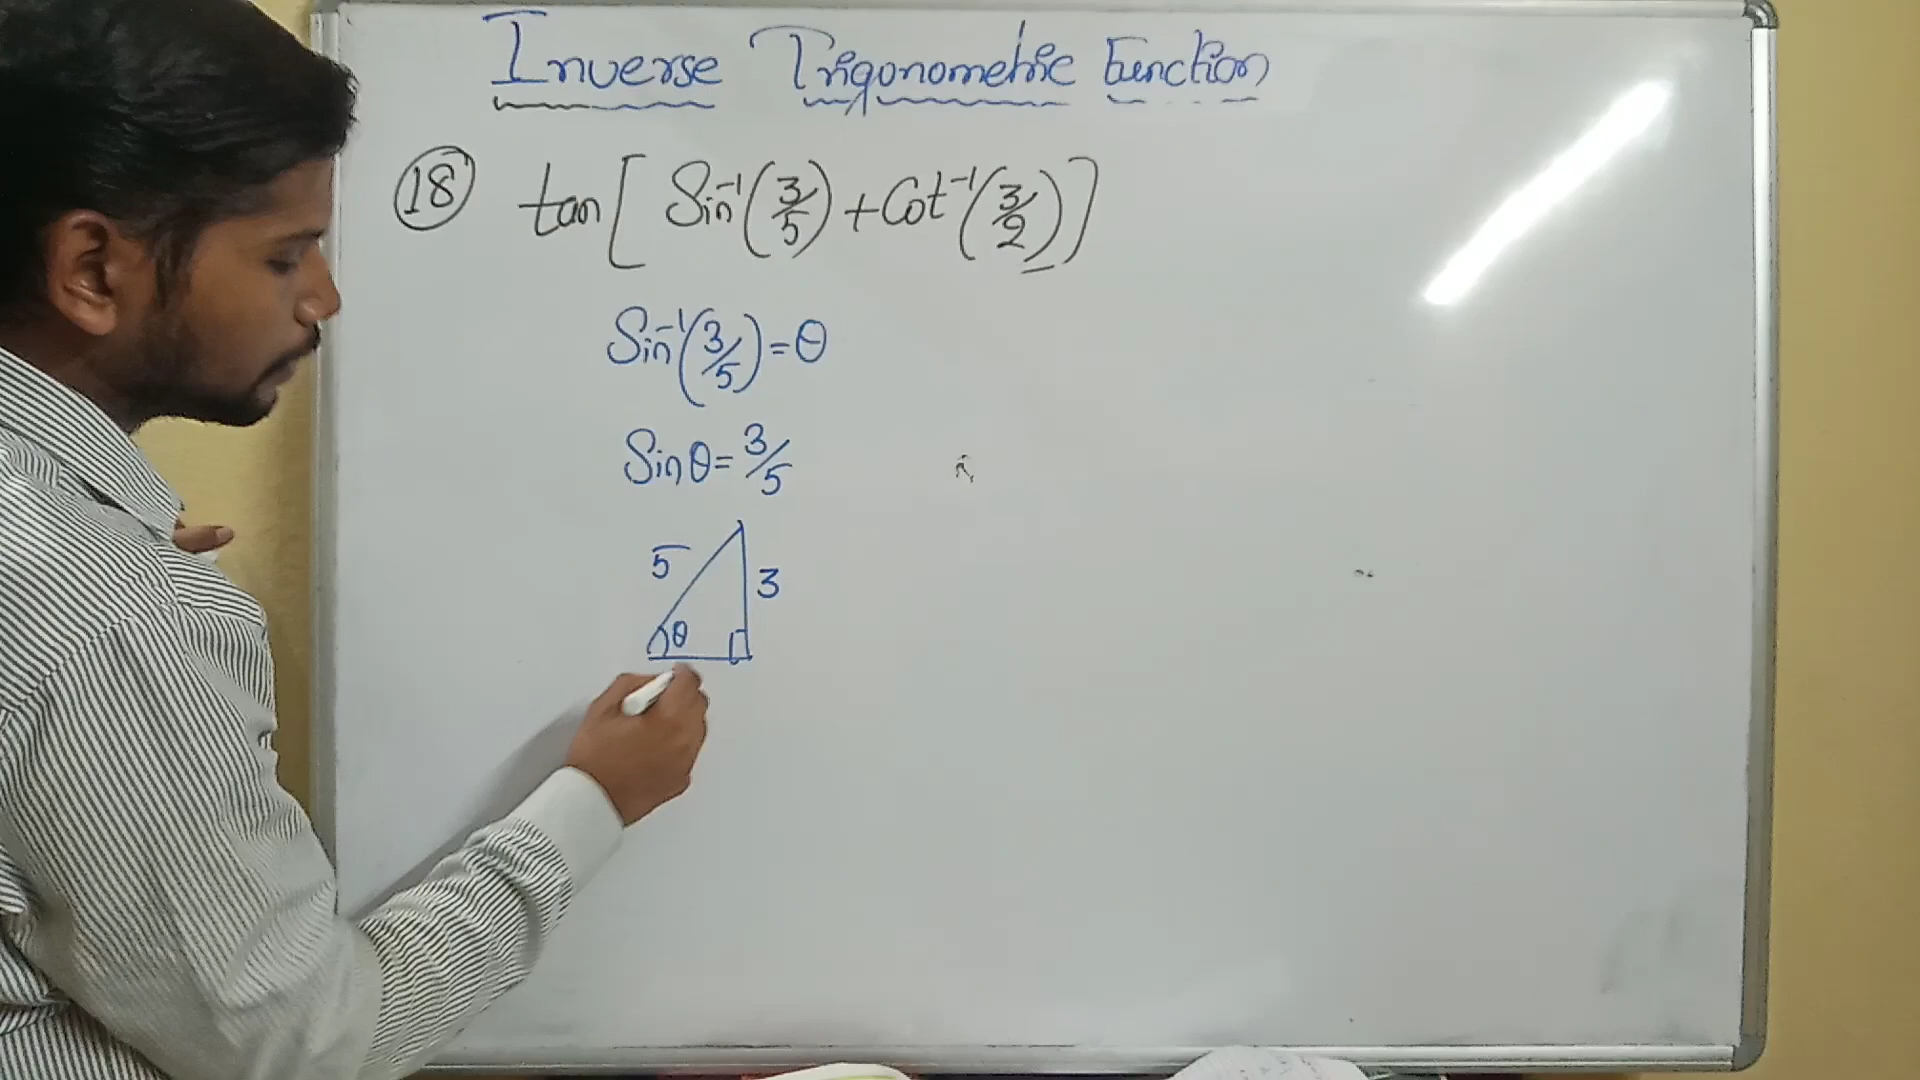 Inverse Trigonometric Function
18 tan[Sin⁻¹(3/5)+Cot⁻¹(3/2)]
Sin⁻¹(3/5)=θ
Sinθ=3/5
5 3
θ